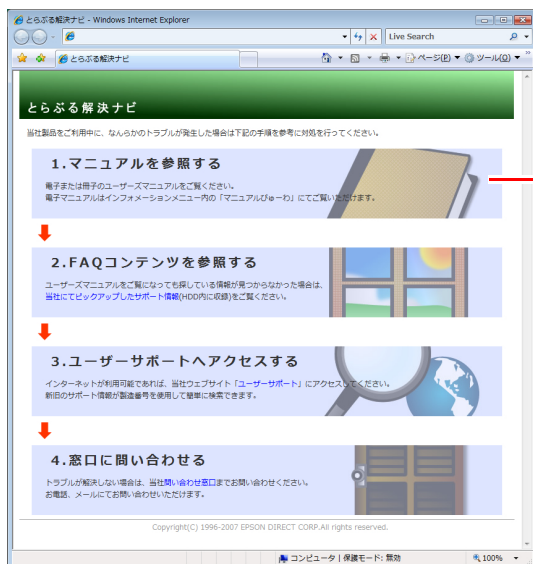 とらぶる解決ナビ - Windows Internet Explorer
Live Search
とらぶる解決ナビ
ページ(P) ツール(O)
とらぶる解決ナビ
当社製品をご利用中に、なんらかのトラブルが発生した場合は下記の手順を参考に対処を行ってください。
1.マニュアルを参照する
電子または冊子のユーザーズマニュアルをご覧ください。
電子マニュアルはインフォメーションメニュー内の「マニュアルびゅーわ」にてご覧いただけます。
2.FAQコンテンツを参照する
ユーザーズマニュアルをご覧になっても探している情報が見つからなかった場合は、
当社にてピックアップしたサポート情報(HDD内に収録)をご覧ください。
3.ユーザーサポートへアクセスする
インターネットが利用可能であれば、当社ウェブサイト「ユーザーサポート」にアクセスしてください。
新旧のサポート情報が製造番号を使用して簡単に検索できます。
4.窓口に問い合わせる
トラブルが解決しない場合は、当社問い合わせ窓口までお問い合わせください。
お電話、メールにてお問い合わせいただけます。
Copyright(C) 1996-2007 EPSON DIRECT CORP.All rights reserved.
コンピュータ | 保護モード: 無効
100%